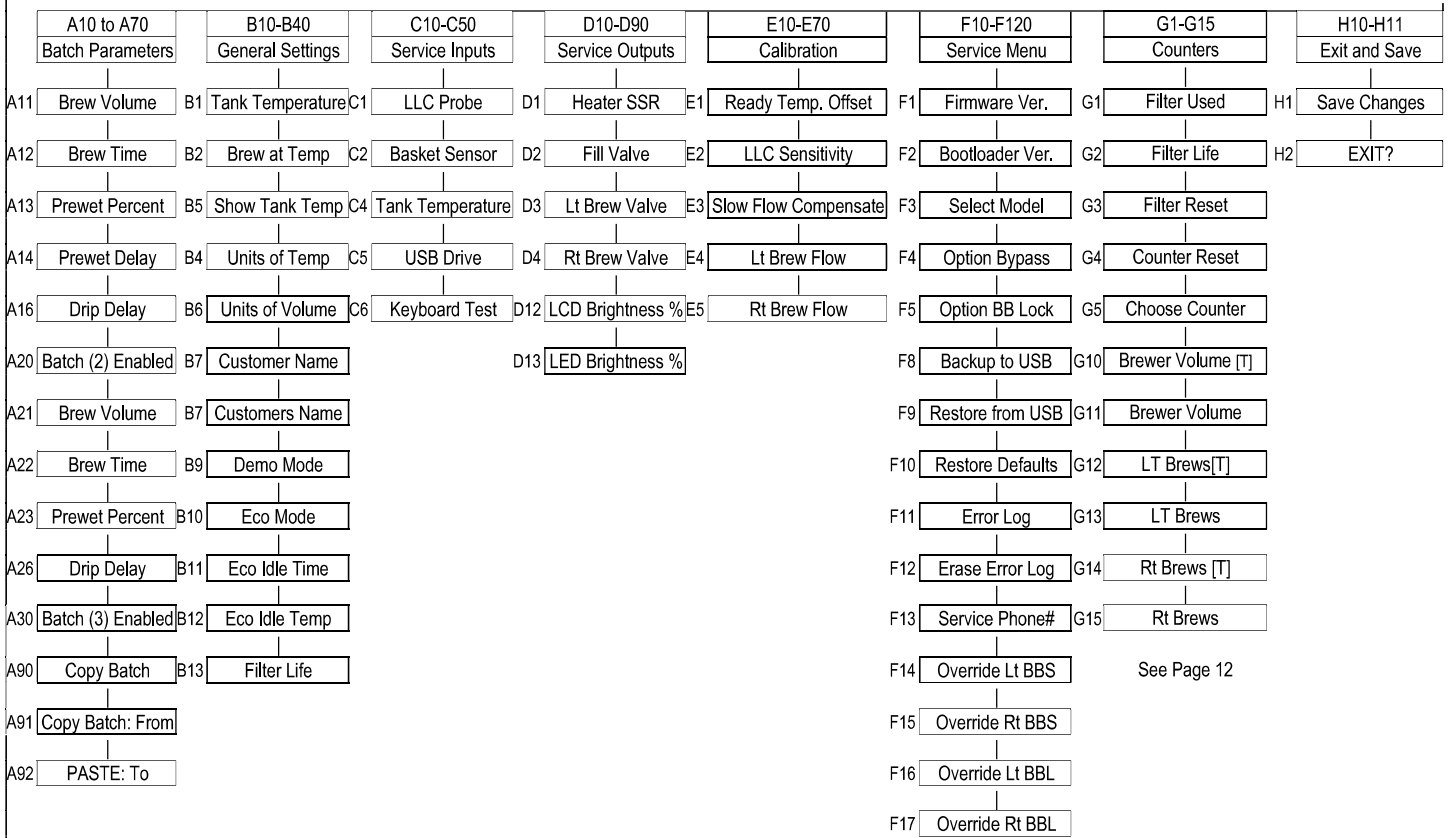 A10 to A70 B10-B40 C10-C50 D10-D90 E10-E70 F10-F120 G1-G15 H10-H11
Batch Parameters General Settings Service Inputs Service Outputs Calibration Service Menu Counters Exit and Save
A11 Brew Volume B1 Tank Temperature C1 LLC Probe D1 Heater SSR E1 Ready Temp. Offset F1 Firmware Ver. G1 Filter Used H1 Save Changes
A12 Brew Time B2 Brew at Temp C2 Basket Sensor D2 Fill Valve E2 LLC Sensitivity F2 Bootloader Ver. G2 Filter Life H2 EXIT?
A13 Prewet Percent B5 Show Tank Temp C4 Tank Temperature D3 Lt Brew Valve E3 Slow Flow Compensate F3 Select Model G3 Filter Reset
A14 Prewet Delay B4 Units of Temp C5 USB Drive D4 Rt Brew Valve E4 Lt Brew Flow F4 Option Bypass G4 Counter Reset
A16 Drip Delay B6 Units of Volume C6 Keyboard Test D12 LCD Brightness % E5 Rt Brew Flow F5 Option BB Lock G5 Choose Counter
A20 Batch (2) Enabled B7 Customer Name D13 LED Brightness % F8 Backup to USB G10 Brewer Volume [T]
A21 Brew Volume B7 Customers Name F9 Restore from USB G11 Brewer Volume
A22 Brew Time B9 Demo Mode F10 Restore Defaults G12 LT Brews[T]
A23 Prewet Percent B10 Eco Mode F11 Error Log G13 LT Brews
A26 Drip Delay B11 Eco Idle Time F12 Erase Error Log G14 Rt Brews [T]
A30 Batch (3) Enabled B12 Eco Idle Temp F13 Service Phone# G15 Rt Brews
A90 Copy Batch B13 Filter Life F14 Override Lt BBS See Page 12
A91 Copy Batch: From F15 Override Rt BBS
A92 PASTE: To F16 Override Lt BBL
F17 Override Rt BBL